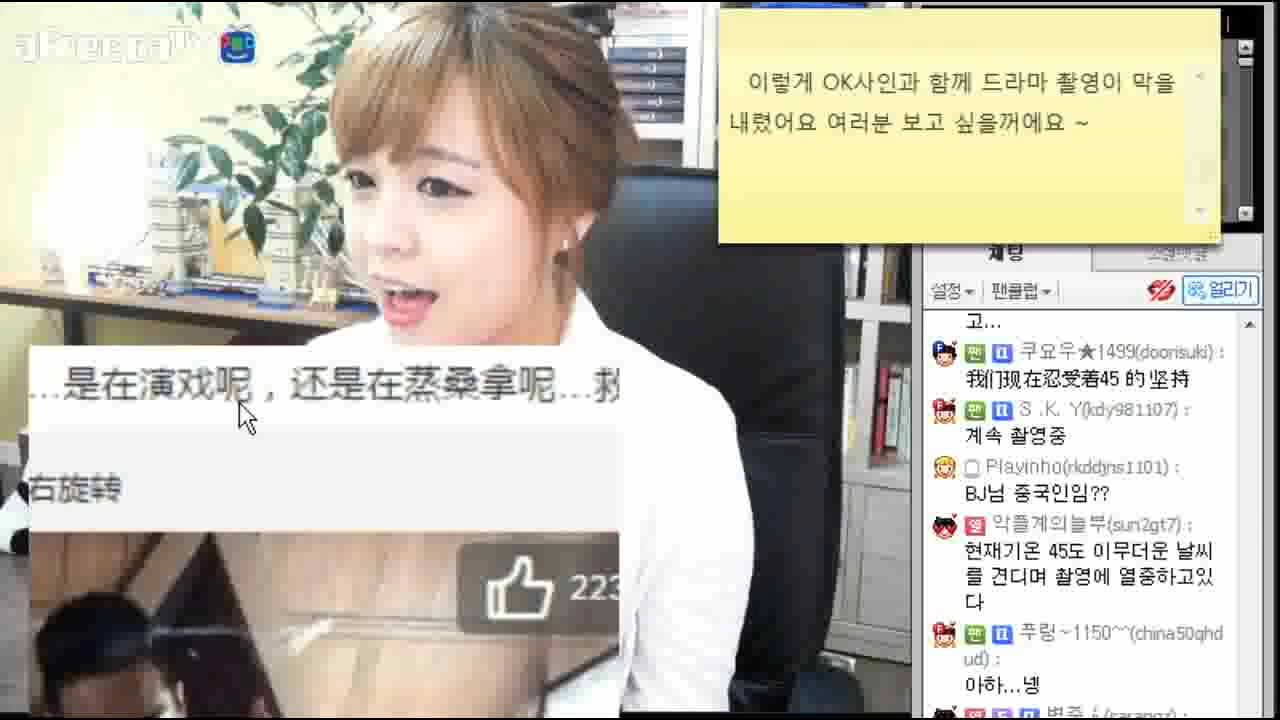 afreecaTV
이렇게 OK사인과 함께 드라마 촬영이 막을
내렸어요 여러분 보고 싶을꺼에요 ~
채팅
설정
팬클럽
열리기
고...
쿠요우★1499(doorisuki) :
我们现在忍受着45 的坚持
S .K. Y(kdy981107) :
계속 촬영중
Playinho(rkddjns1101) :
BJ님 중국인임??
악플계의늘부(sun2gt7) :
현재기온 45도 이무더운 날씨
를 견디며 촬영에 열중하고있
다
푸링~1150^^(china50qhd
ud) :
아하...넹
…是在演戏呢，还是在蒸桑拿呢…救
右旋转
223